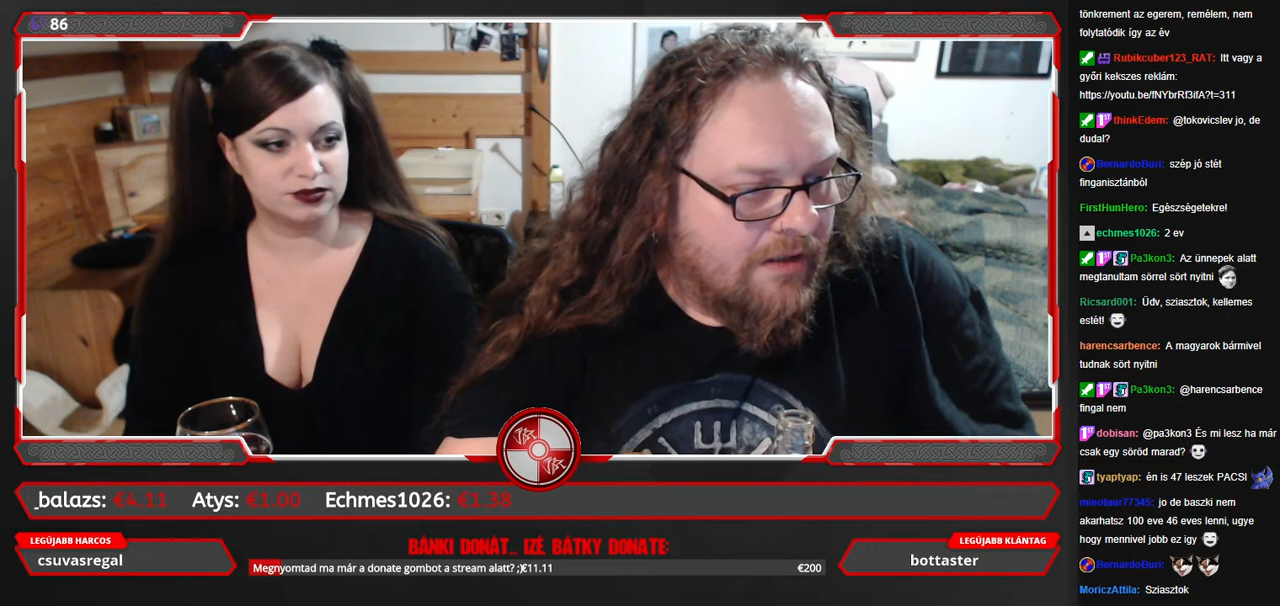 86
_balazs: €4.11 Atys: €1.00 Echmes1026: €1.38
LEGÚJABB HARCOS
csuvasregal
BÁNKI DONÁT... IZÉ BÁTKY DONATE:
Megnyomtad ma már a donate gombot a stream alatt? ;)€11.11
€200
LEGÚJABB KLÁNTAG
bottaster
tönkrement az egerem, remélem, nem
folytatódik így az év
Rubikcuber123_RAT: Itt vagy a
győri kekszes reklám:
https://youtu.be/fNYbrRf3ifA?t=311
thinkEdem: @tokovicslev jo, de
dudal?
BernardoBuri: szép jó stét
finganisztánból
FirstHunHero: Egészségetekre!
echmes1026: 2 ev
Pa3kon3: Az ünnepek alatt
megtanultam sörrel sört nyitni
Ricsard001: Üdv, sziasztok, kellemes
estét!
harencsarbence: A magyarok bármivel
tudnak sört nyitni
Pa3kon3: @harencsarbence
fingal nem
dobisan: @pa3kon3 És mi lesz ha már
csak egy söröd marad?
tyaptyap: én is 47 leszek PACSI
minotaur77345: jo de baszki nem
akarhatsz 100 eve 46 eves lenni, ugye
hogy mennivel jobb ez igy
BernardoBuri:
MoriczAttila: Sziasztok